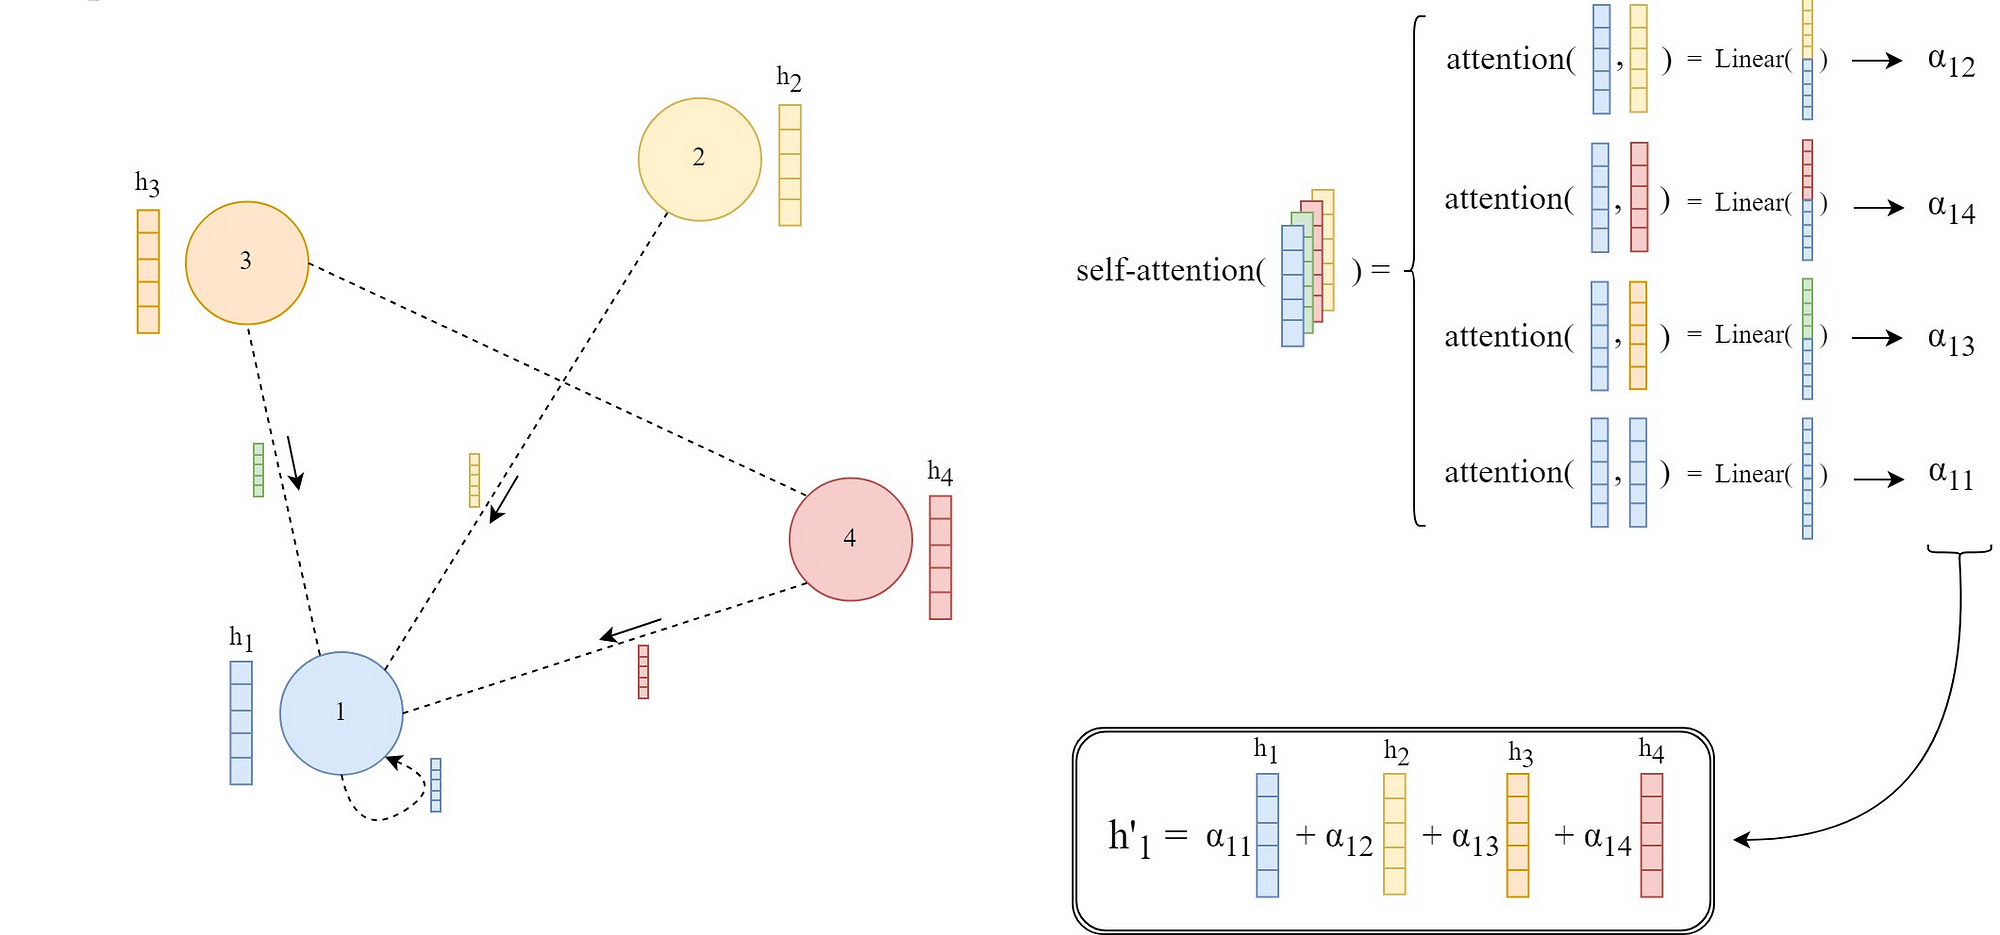 h2
2
h3
3
h4
4
h1
1
attention( , ) = Linear( ) → α12
attention( , ) = Linear( ) → α14
self-attention( ) =
attention( , ) = Linear( ) → α13
attention( , ) = Linear( ) → α11
h1 h2 h3 h4
h'1 = α11 + α12 + α13 + α14